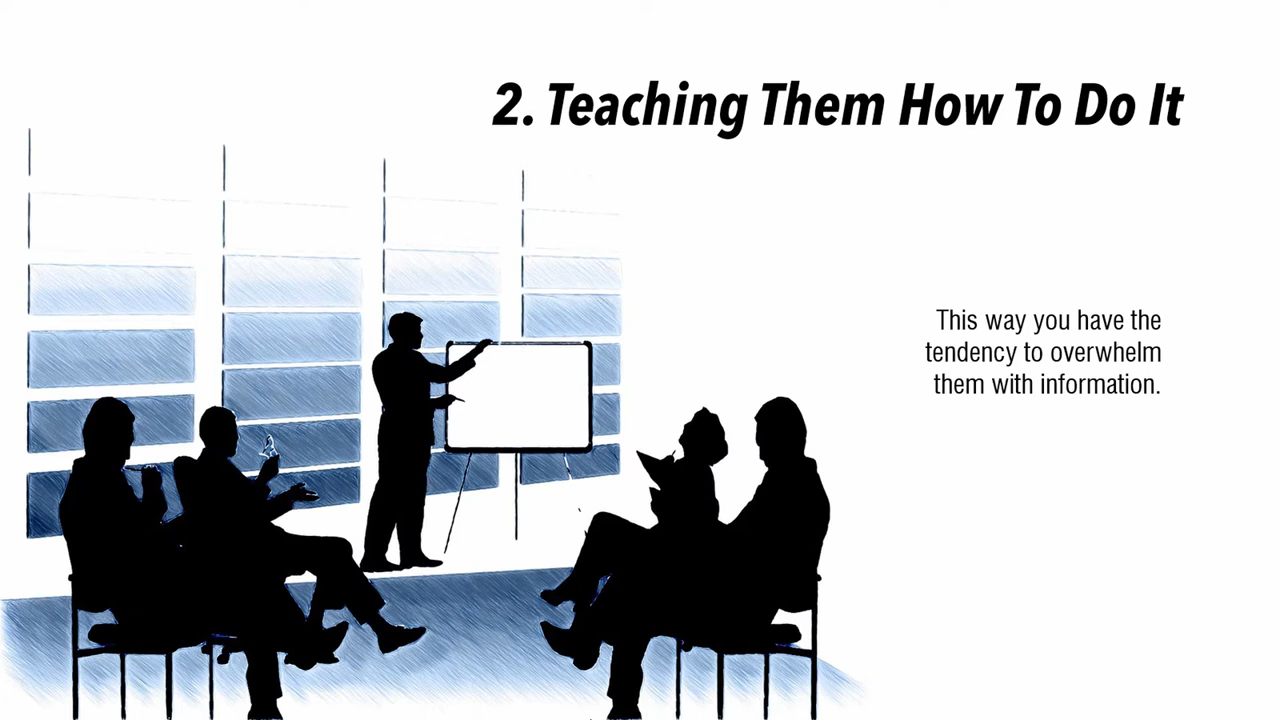 2. Teaching Them How To Do It
This way you have the
tendency to overwhelm
them with information.